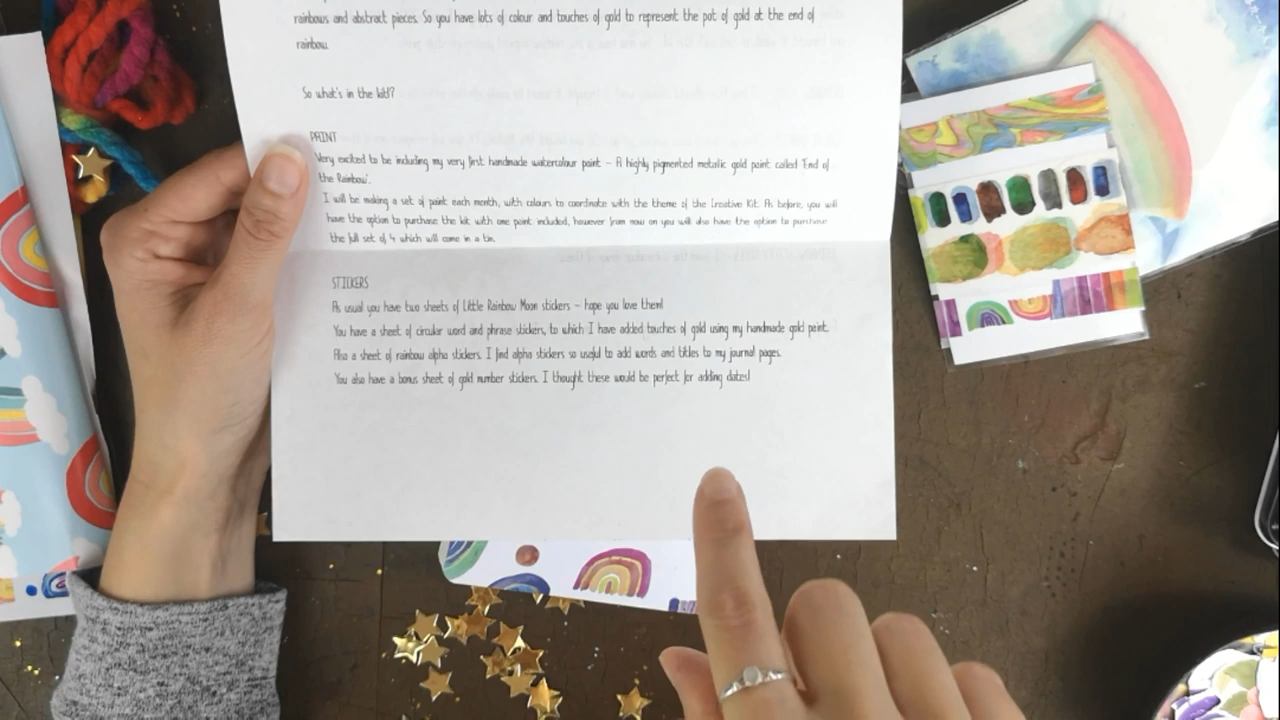 rainbows and abstract pieces. So you have lots of colour and touches of gold to represent the pot of gold at the end of
rainbow.
So what's in the kit?
PAINT
Very excited to be including my very first handmade watercolour paint - A highly pigmented metallic gold paint called 'End of
the Rainbow'.
I will be making a set of paint each month, with colours to coordinate with the theme of the Creative Kit. As before, you will
have the option to purchase the kit with one paint included, however from now on you will also have the option to purchase
the full set of 4 which will come in a tin.
STICKERS
As usual you have two sheets of Little Rainbow Moon stickers - hope you love them!
You have a sheet of circular word and phrase stickers, to which I have added touches of gold using my handmade gold paint.
Also a sheet of rainbow alpha stickers. I find alpha stickers so useful to add words and titles to my journal pages.
You also have a bonus sheet of gold number stickers. I thought these would be perfect for adding dates!